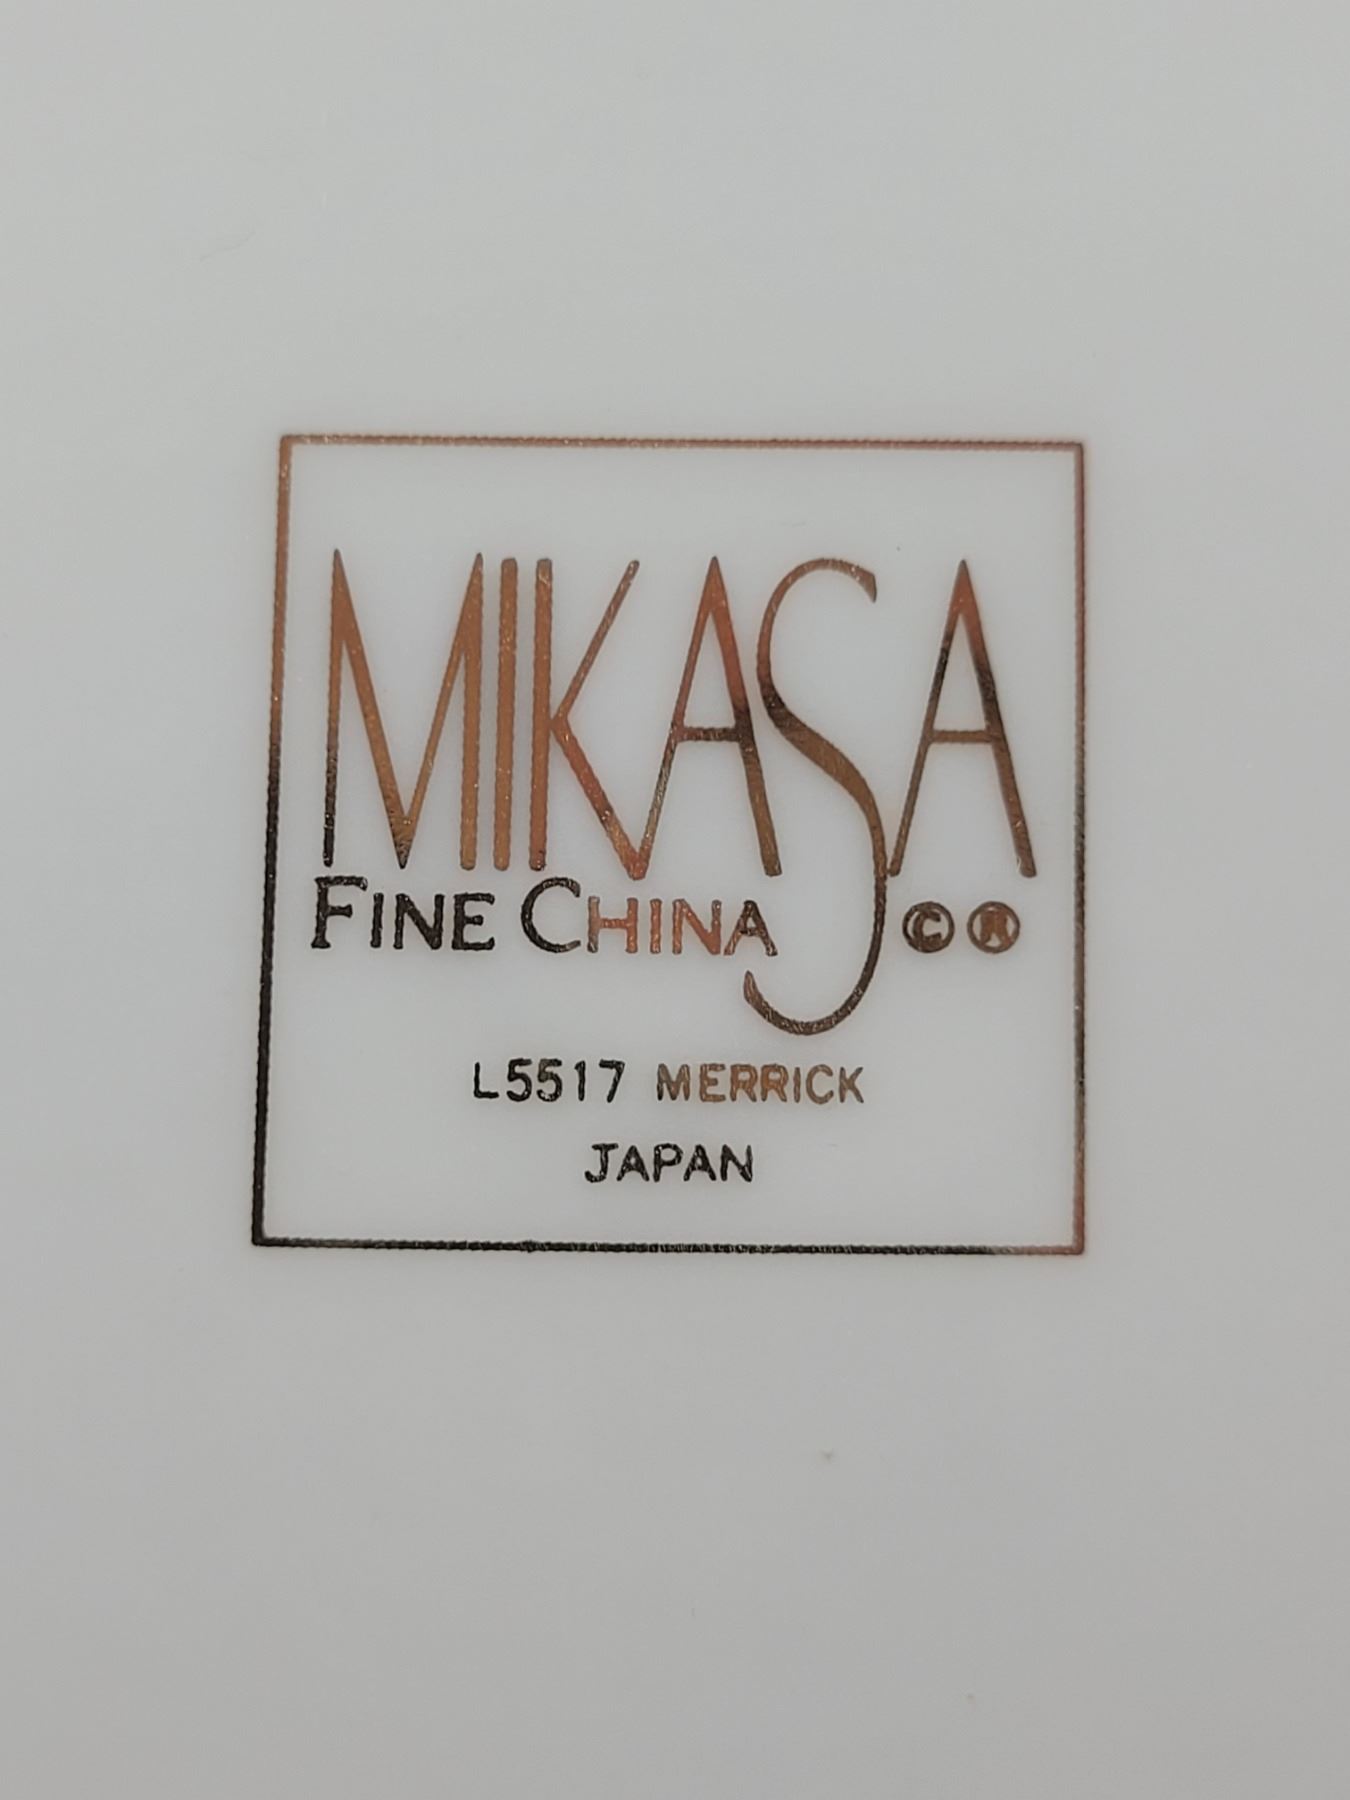 MIKASA
FINE CHINA © ®
L5517 MERRICK
JAPAN